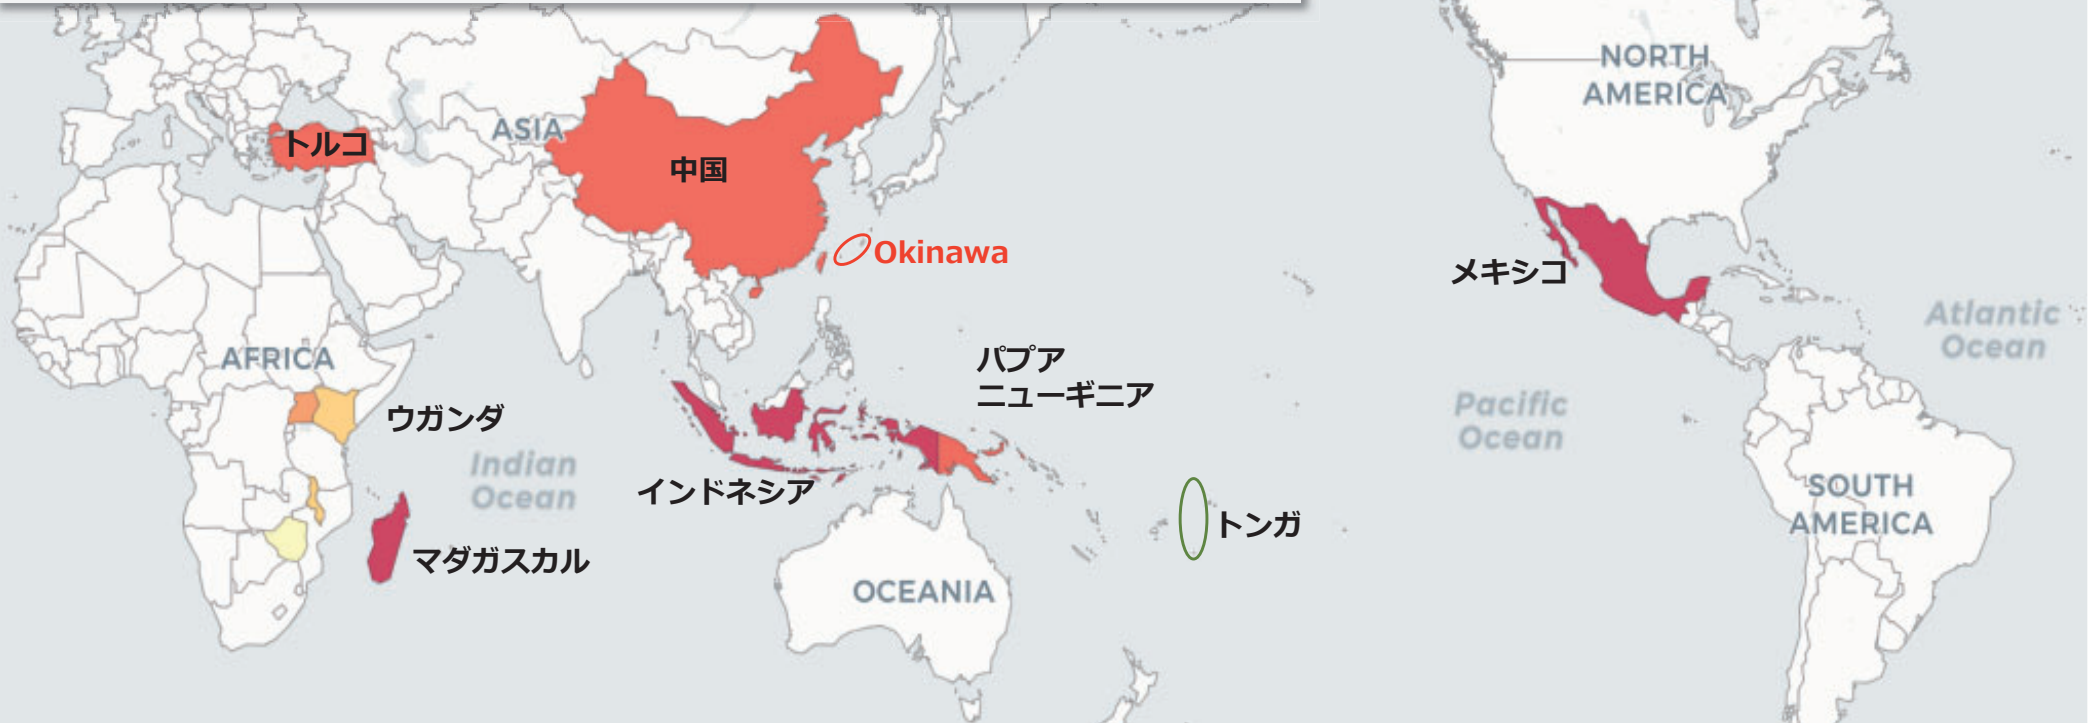 NORTH
AMERICA
トルコ
ASIA
中国
Okinawa
メキシコ
Atlantic
Ocean
AFRICA
パプア
ニューギニア
ウガンダ
Pacific
Ocean
Indian
Ocean
インドネシア
トンガ
SOUTH
AMERICA
マダガスカル
OCEANIA